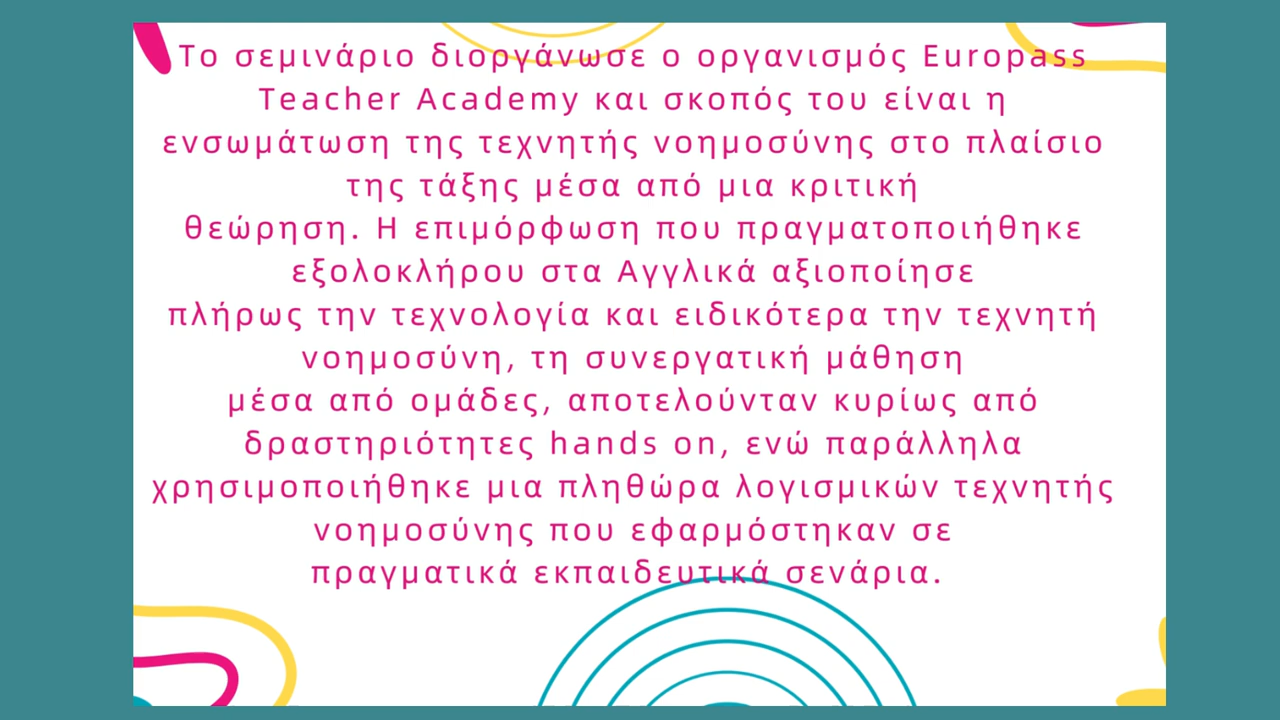 Το σεμινάριο διοργάνωσε ο οργανισμός Europass
Teacher Academy και σκοπός του είναι η
ενσωμάτωση της τεχνητής νοημοσύνης στο πλαίσιο
της τάξης μέσα από μια κριτική
θεώρηση. Η επιμόρφωση που πραγματοποιήθηκε
εξολοκλήρου στα Αγγλικά αξιοποίησε
πλήρως την τεχνολογία και ειδικότερα την τεχνητή
νοημοσύνη, τη συνεργατική μάθηση
μέσα από ομάδες, αποτελούνταν κυρίως από
δραστηριότητες hands on, ενώ παράλληλα
χρησιμοποιήθηκε μια πληθώρα λογισμικών τεχνητής
νοημοσύνης που εφαρμόστηκαν σε
πραγματικά εκπαιδευτικά σενάρια.